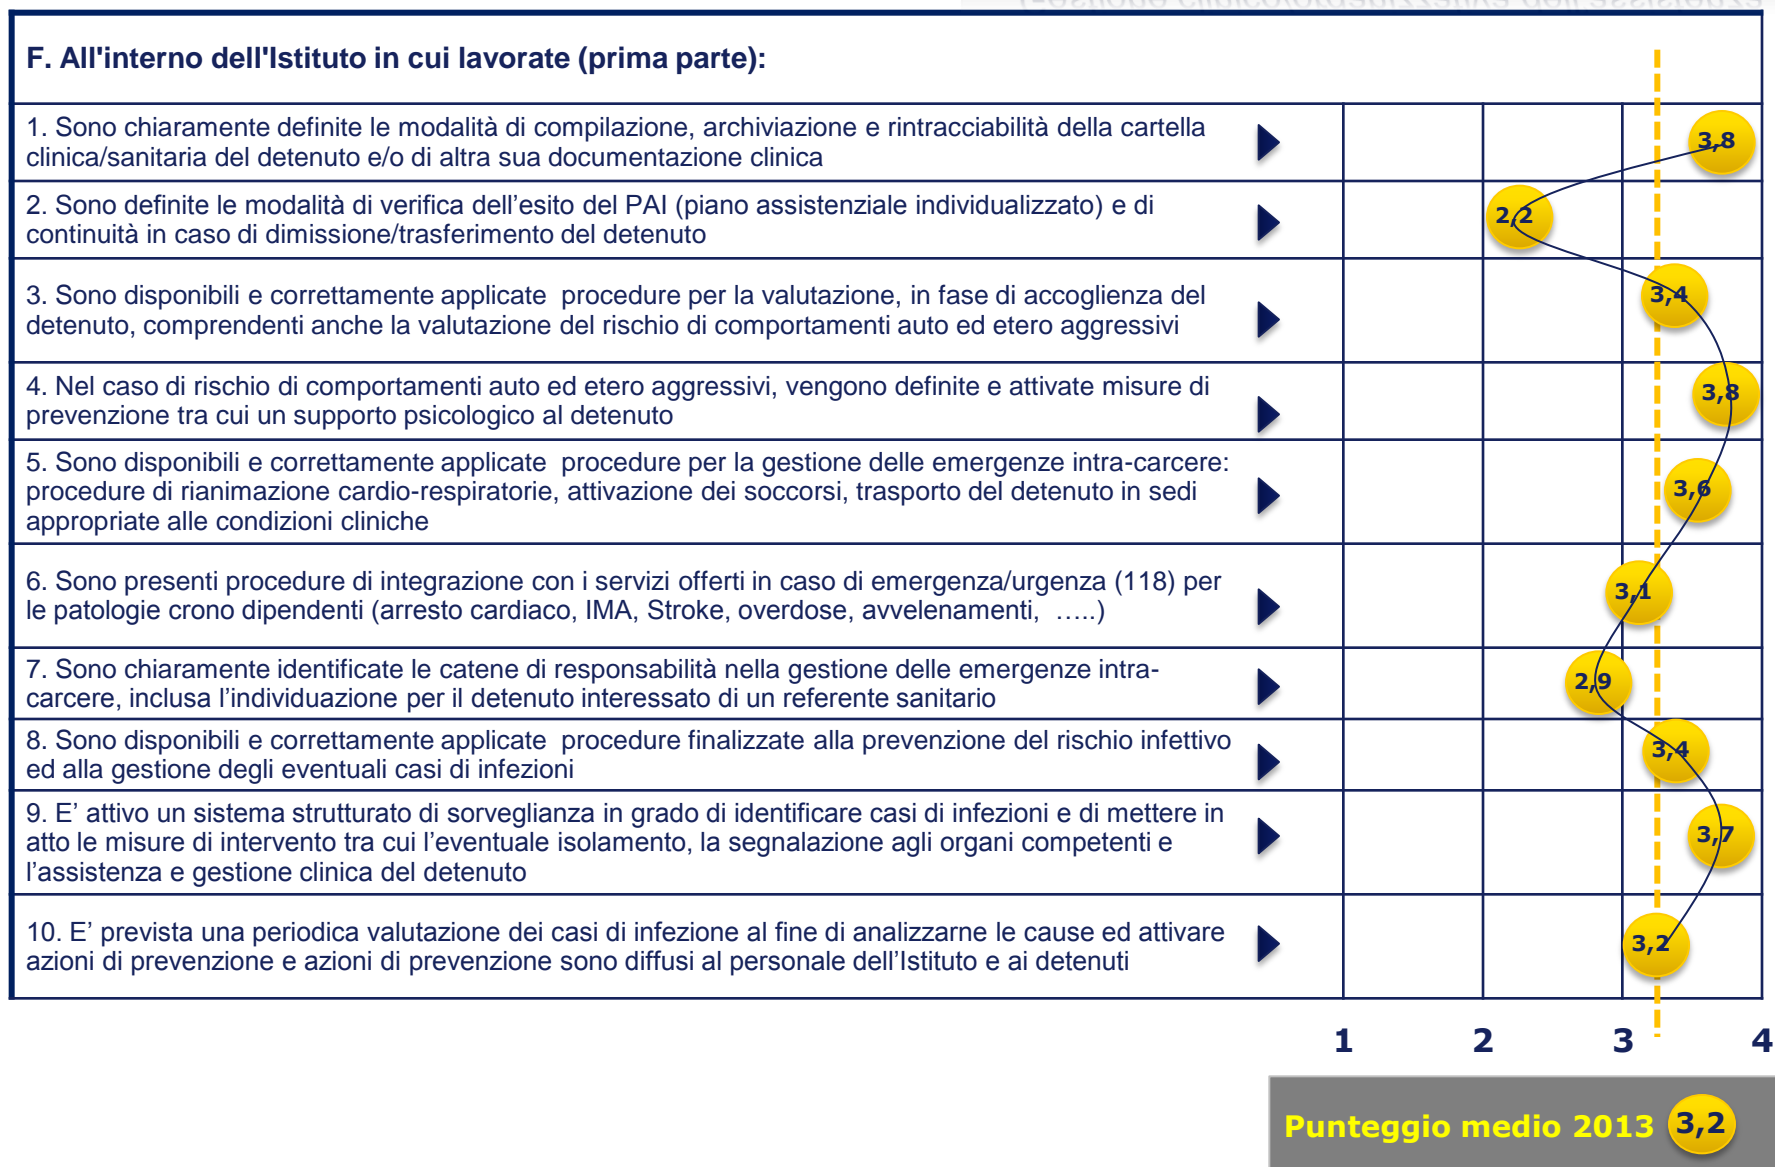 F. All'interno dell'Istituto in cui lavorate (prima parte):
1. Sono chiaramente definite le modalità di compilazione, archiviazione e rintracciabilità della cartella
clinica/sanitaria del detenuto e/o di altra sua documentazione clinica
3,8
2. Sono definite le modalità di verifica dell’esito del PAI (piano assistenziale individualizzato) e di
continuità in caso di dimissione/trasferimento del detenuto
2,2
3. Sono disponibili e correttamente applicate  procedure per la valutazione, in fase di accoglienza del
detenuto, comprendenti anche la valutazione del rischio di comportamenti auto ed etero aggressivi
3,4
4. Nel caso di rischio di comportamenti auto ed etero aggressivi, vengono definite e attivate misure di
prevenzione tra cui un supporto psicologico al detenuto
3,8
5. Sono disponibili e correttamente applicate  procedure per la gestione delle emergenze intra-carcere:
procedure di rianimazione cardio-respiratorie, attivazione dei soccorsi, trasporto del detenuto in sedi
appropriate alle condizioni cliniche
3,6
6. Sono presenti procedure di integrazione con i servizi offerti in caso di emergenza/urgenza (118) per
le patologie crono dipendenti (arresto cardiaco, IMA, Stroke, overdose, avvelenamenti,  …..)
3,1
7. Sono chiaramente identificate le catene di responsabilità nella gestione delle emergenze intra-
carcere, inclusa l’individuazione per il detenuto interessato di un referente sanitario
2,9
8. Sono disponibili e correttamente applicate  procedure finalizzate alla prevenzione del rischio infettivo
ed alla gestione degli eventuali casi di infezioni
3,4
9. E’ attivo un sistema strutturato di sorveglianza in grado di identificare casi di infezioni e di mettere in
atto le misure di intervento tra cui l’eventuale isolamento, la segnalazione agli organi competenti e
l’assistenza e gestione clinica del detenuto
3,7
10. E’ prevista una periodica valutazione dei casi di infezione al fine di analizzarne le cause ed attivare
azioni di prevenzione e azioni di prevenzione sono diffusi al personale dell’Istituto e ai detenuti
3,2
1 2 3 4
Punteggio medio 2013 3,2